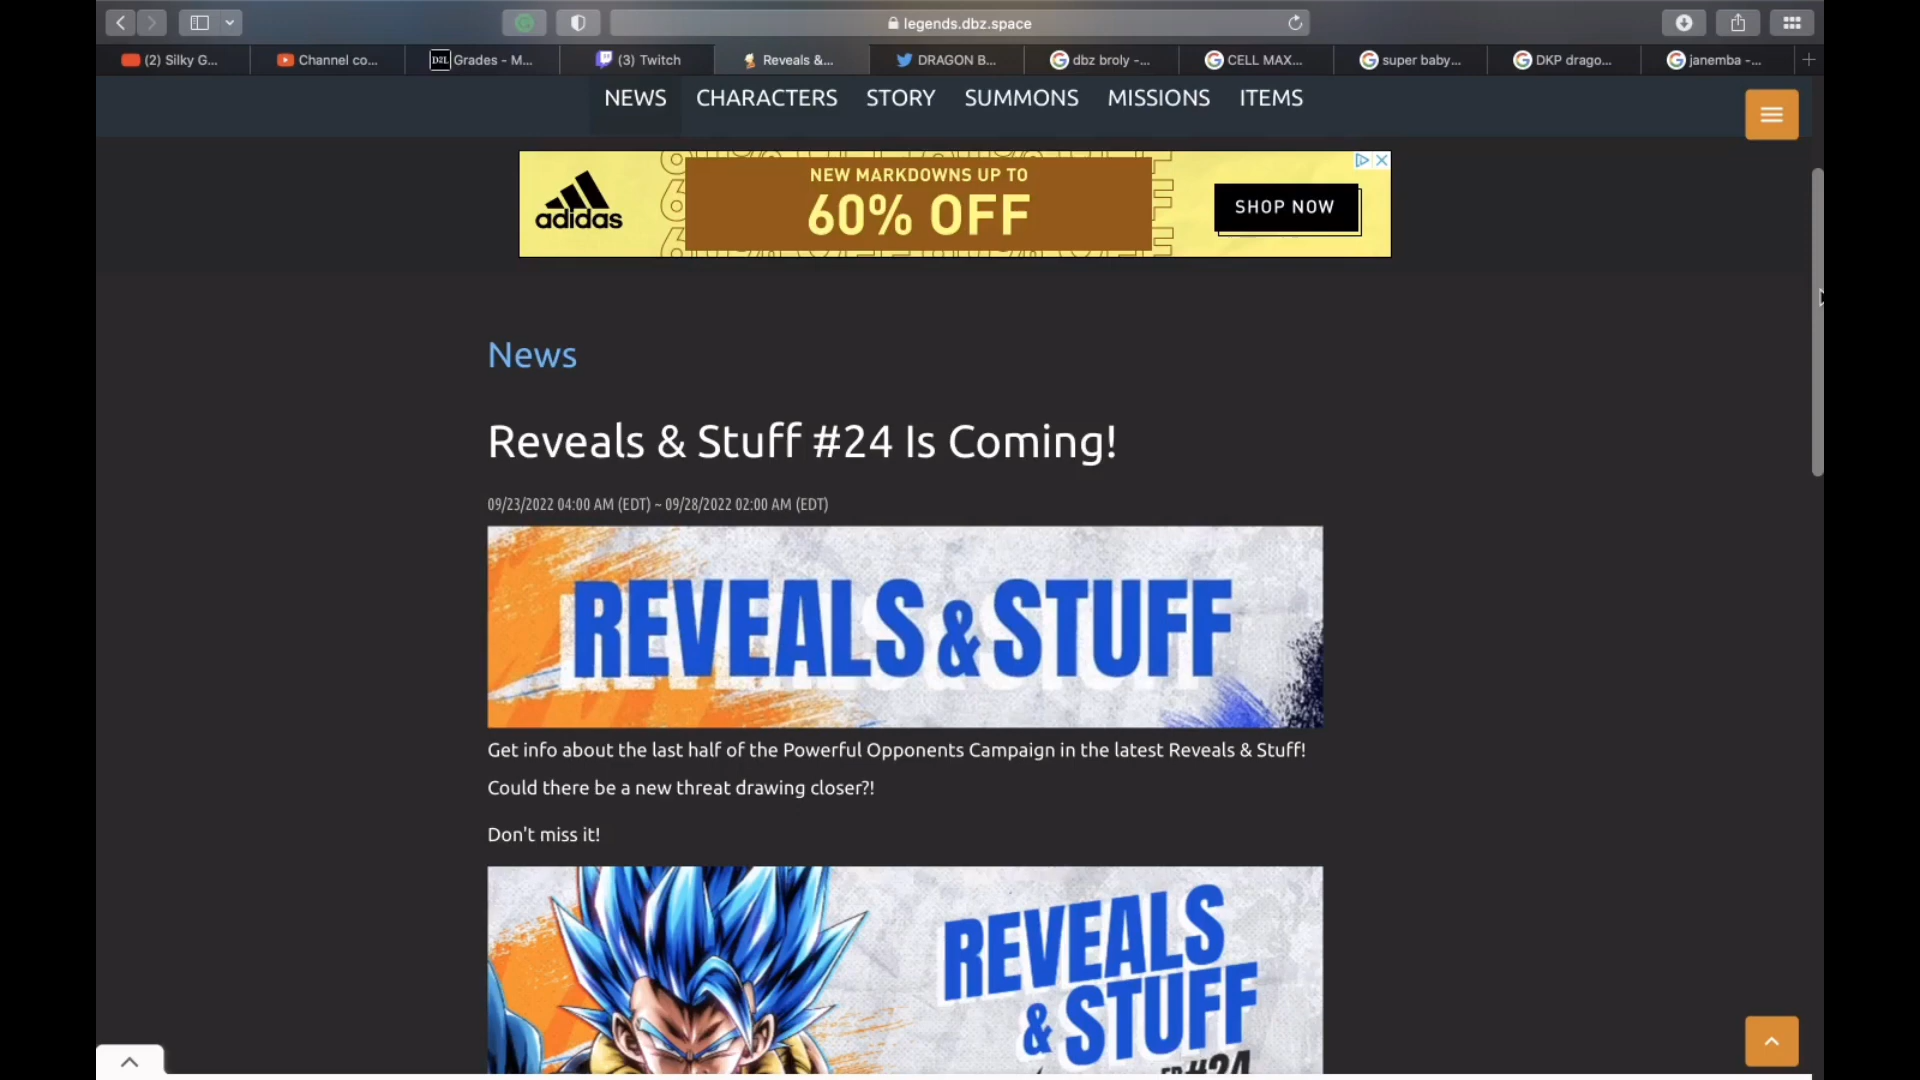 legends.dbz.space
(2) Silky G...
Channel co...
D2L Grades - M...
(3) Twitch
Reveals &...
DRAGON B...
dbz broly -...
CELL MAX...
super baby...
DKP drago...
janemba -...
NEWS CHARACTERS STORY SUMMONS MISSIONS ITEMS
adidas
NEW MARKDOWNS UP TO
60% OFF
SHOP NOW
News
Reveals & Stuff #24 Is Coming!
09/23/2022 04:00 AM (EDT) ~ 09/28/2022 02:00 AM (EDT)
REVEALS & STUFF
Get info about the last half of the Powerful Opponents Campaign in the latest Reveals & Stuff!
Could there be a new threat drawing closer?!
Don't miss it!
REVEALS
& STUFF
#24